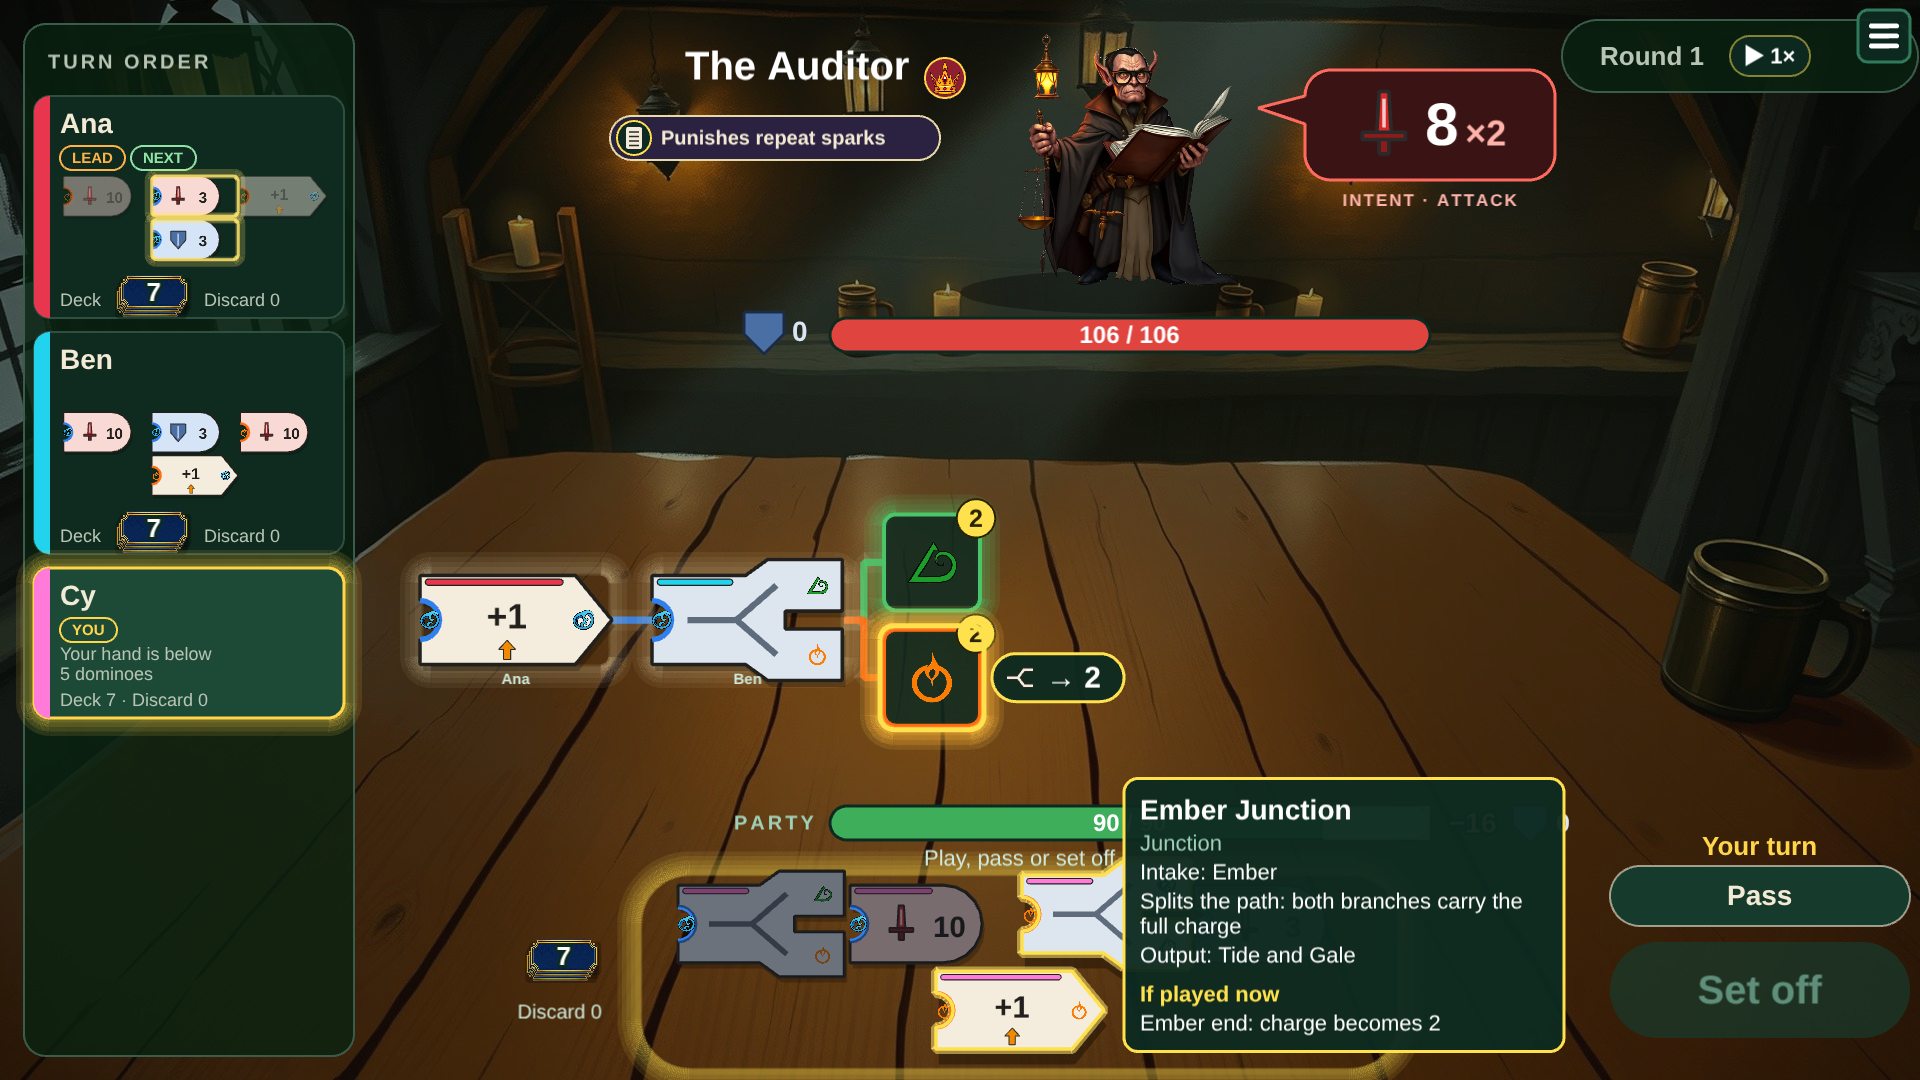 TURN ORDER
Ana
LEAD
NEXT
10
3
+1
3
Deck
7
Discard 0
Ben
10
3
10
+1
Deck
7
Discard 0
Cy
YOU
Your hand is below
5 dominoes
Deck 7 · Discard 0
The Auditor
Punishes repeat sparks
8 ×2
INTENT · ATTACK
Round 1
1×
0
106 / 106
+1
Ana
Ben
2
2
→ 2
PARTY
90
Play, pass or set off
10
+1
7
Discard 0
Ember Junction
Junction
Intake: Ember
Splits the path: both branches carry the
full charge
Output: Tide and Gale
If played now
Ember end: charge becomes 2
Your turn
Pass
Set off